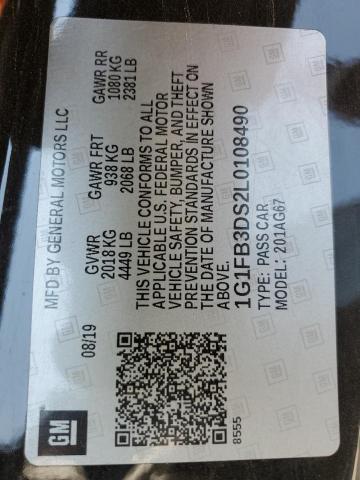 MFD BY GENERAL MOTORS LLC
GM
08/19
GVWR GAWR FRT GAWR RR
2018 KG 938 KG 1080 KG
4449 LB 2068 LB 2381 LB
THIS VEHICLE CONFORMS TO ALL
APPLICABLE U.S. FEDERAL MOTOR
VEHICLE SAFETY, BUMPER, AND THEFT
PREVENTION STANDARDS IN EFFECT ON
THE DATE OF MANUFACTURE SHOWN
ABOVE.
1G1FB3DS2L0108490
TYPE: PASS CAR
MODEL: 201AG67
8555